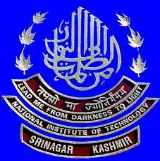 तमसो मा ज्योतिर्गमय
LEAD ME FROM DARKNESS TO LIGHT
NATIONAL INSTITUTE OF TECHNOLOGY
SRINAGAR KASHMIR